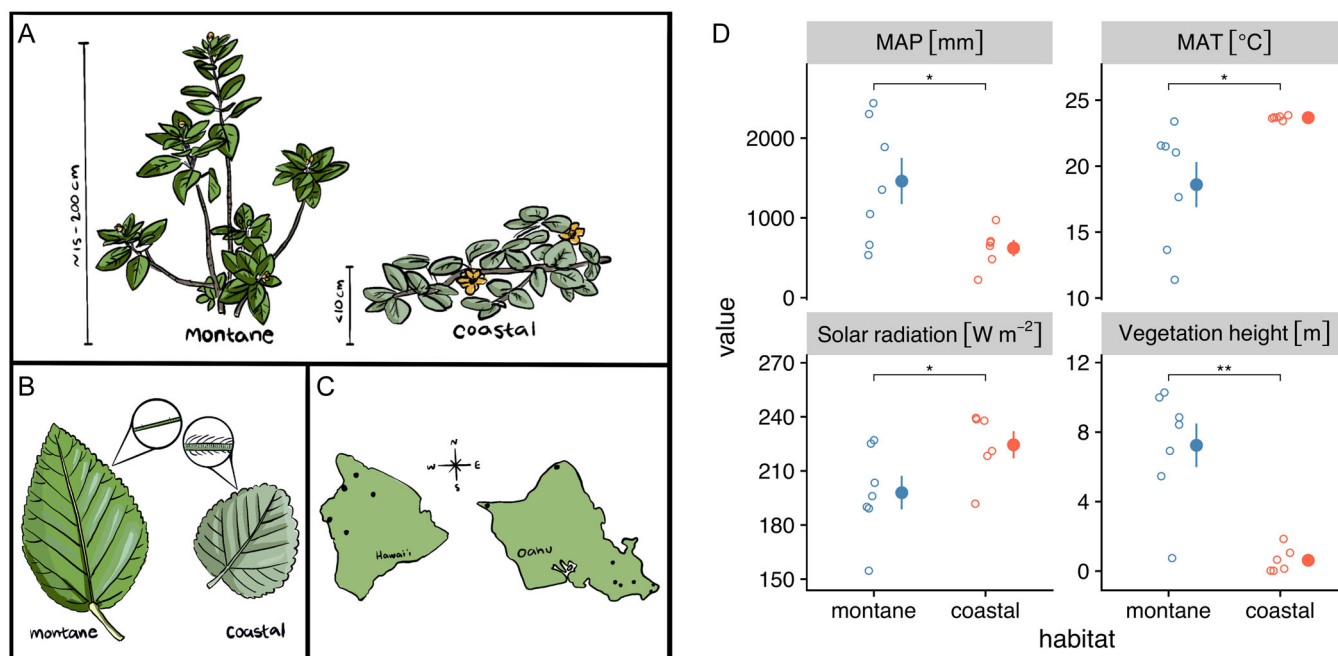 A
~15-200 cm
montane
<10cm
coastal
B
montane
coastal
C
N
W E
S
Hawai'i
Oahu
D
MAP [mm]
MAT [°C]
*
*
2000
1000
0
25
20
15
10
value
Solar radiation [W m⁻²]
Vegetation height [m]
*
**
270
240
210
180
150
12
8
4
0
montane
coastal
montane
coastal
habitat